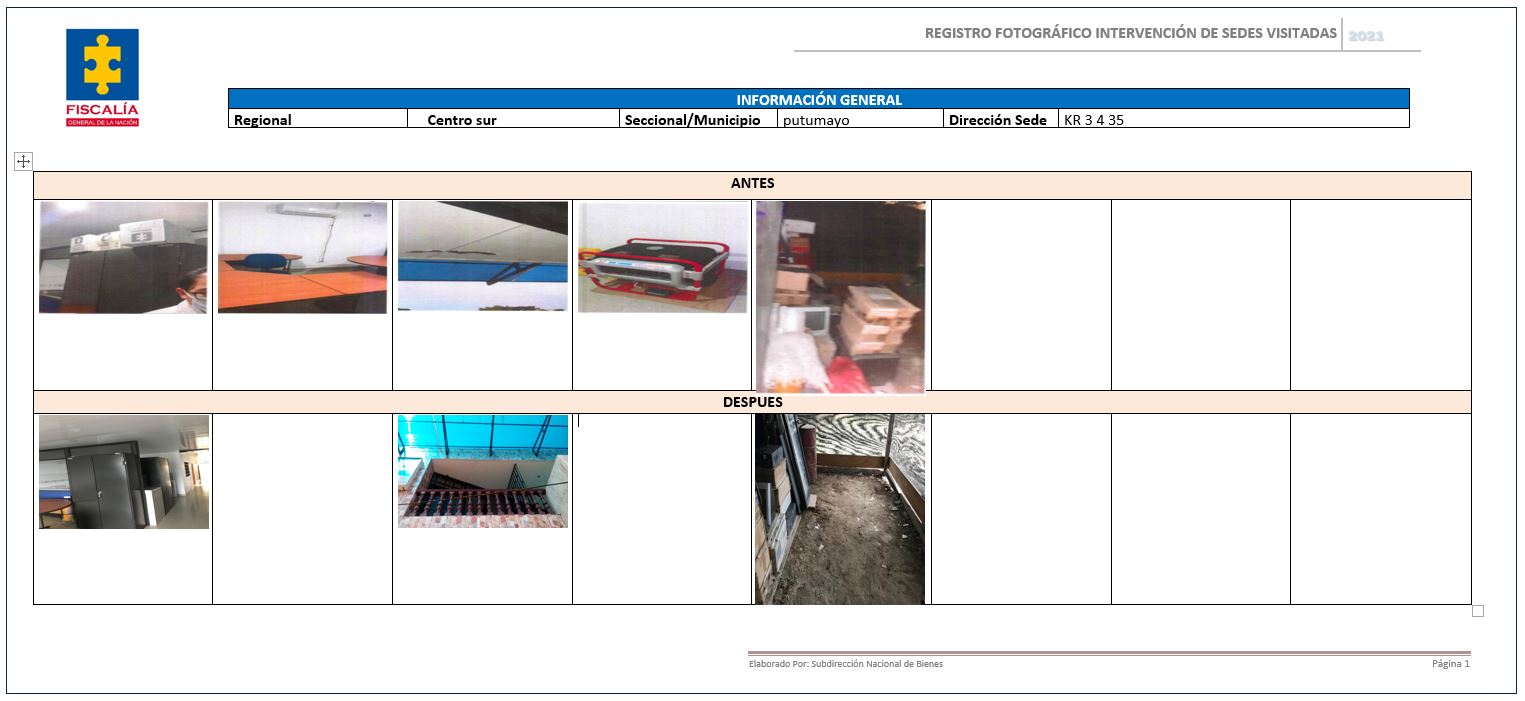 REGISTRO FOTOGRÁFICO INTERVENCIÓN DE SEDES VISITADAS 2021
FISCALÍA
GENERAL DE LA NACIÓN
INFORMACIÓN GENERAL
Regional Centro sur Seccional/Municipio putumayo Dirección Sede KR 3 4 35
ANTES
DESPUES
Elaborado Por: Subdirección Nacional de Bienes Página 1